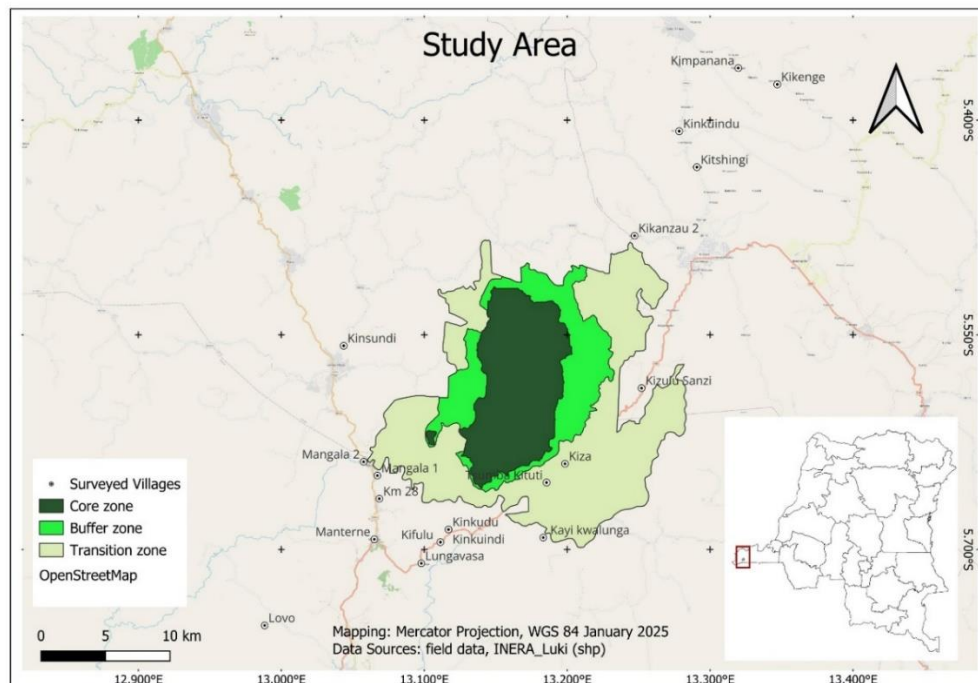 Study Area
Kimpanana
Kikenge
Kinkuindu
Kitshingi
Kikanzau 2
Kinsundi
Kizulu Sanzi
Mangala 2
Mangala 1
Kiza
Kituti
Km 28
Manterne
Kifulu
Kinkudu
Kinkuindi
Kayi kwalunga
Lungavasa
Lovo
5.400°S
5.550°S
5.700°S
Surveyed Villages
Core zone
Buffer zone
Transition zone
OpenStreetMap
0 5 10 km
Mapping: Mercator Projection, WGS 84 January 2025
Data Sources: field data, INERA_Luki (shp)
12.900°E 13.000°E 13.100°E 13.200°E 13.300°E 13.400°E